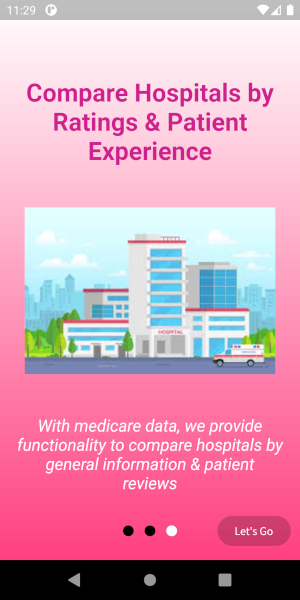 11:29
Compare Hospitals by
Ratings & Patient
Experience
HOSPITAL
With medicare data, we provide
functionality to compare hospitals by
general information & patient
reviews
Let's Go